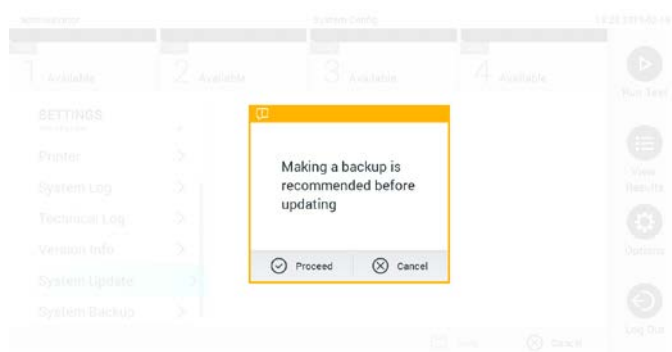 Administrator
System Config
1 Available
2 Available
3 Available
4 Available
Run Test
SETTINGS
Printer
System Log
Technical Log
Version Info
System Update
System Backup
View
Results
Options
Log Out
Making a backup is
recommended before
updating
Proceed
Cancel
Cancel